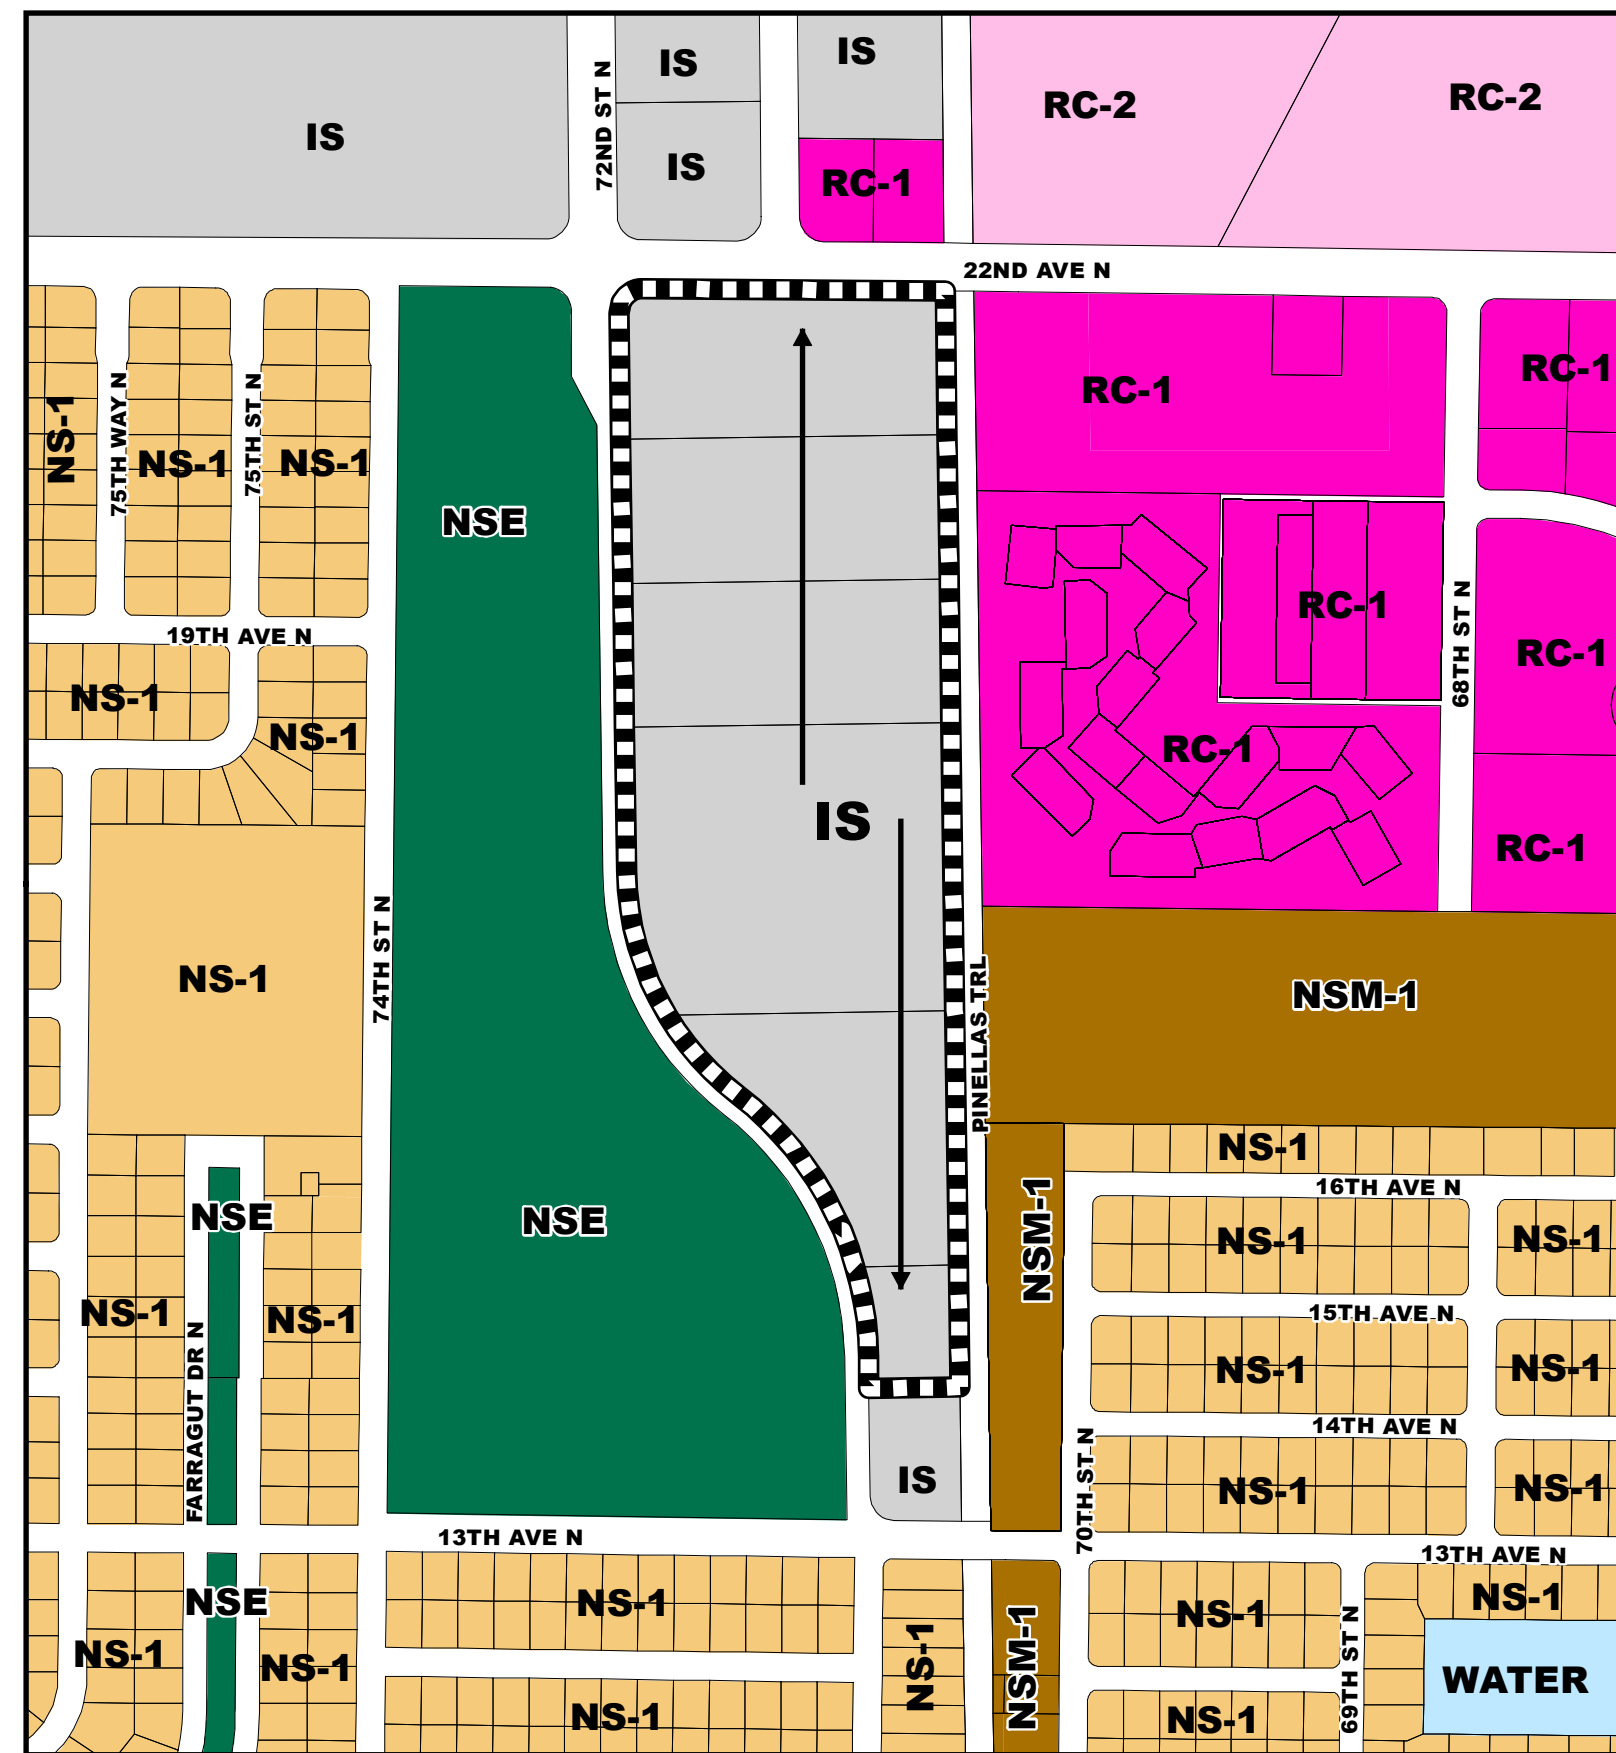 IS
IS
72ND ST N
RC-2
RC-2
IS
IS
RC-1
22ND AVE N
RC-1
RC-1
NS-1
75TH WAY N
NS-1
75TH ST N
NS-1
NSE
RC-1
68TH ST N
19TH AVE N
RC-1
NS-1
NS-1
RC-1
IS
RC-1
NS-1
74TH ST N
NSM-1
PINELLAS TRL
NS-1
16TH AVE N
NSE
NSE
NSM-1
NS-1
NS-1
NS-1
NS-1
15TH AVE N
FARRAGUT DR N
NS-1
NS-1
14TH AVE N
IS
70TH ST N
NS-1
NS-1
13TH AVE N
13TH AVE N
NSE
NS-1
NS-1
NS-1
NS-1
NS-1
NS-1
NSM-1
69TH ST N
WATER
NS-1
NS-1